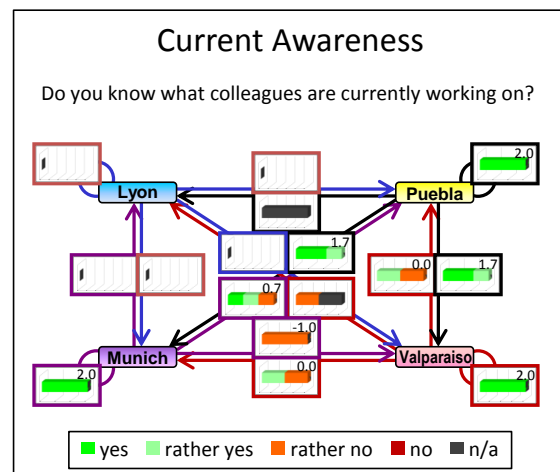 Current Awareness
Do you know what colleagues are currently working on?
2.0
Lyon
Puebla
1.7
0.0
1.7
0.7
-1.0
Munich
Valparaiso
2.0
0.0
2.0
yes
rather yes
rather no
no
n/a